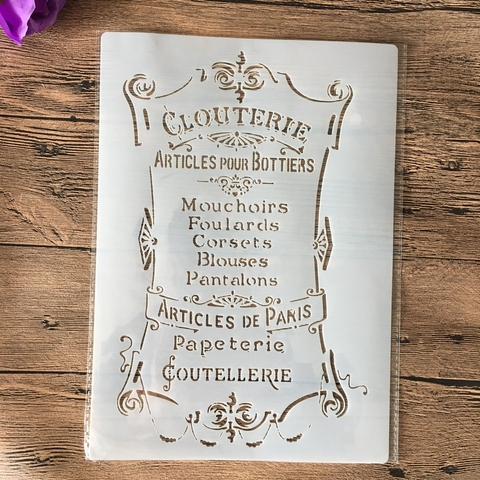 CLOUTERIE
ARTICLES POUR BOTTIERS
Mouchoirs
Foulards
Corsets
Blouses
Pantalons
ARTICLES DE PARIS
Papeterie
COUTELLERIE